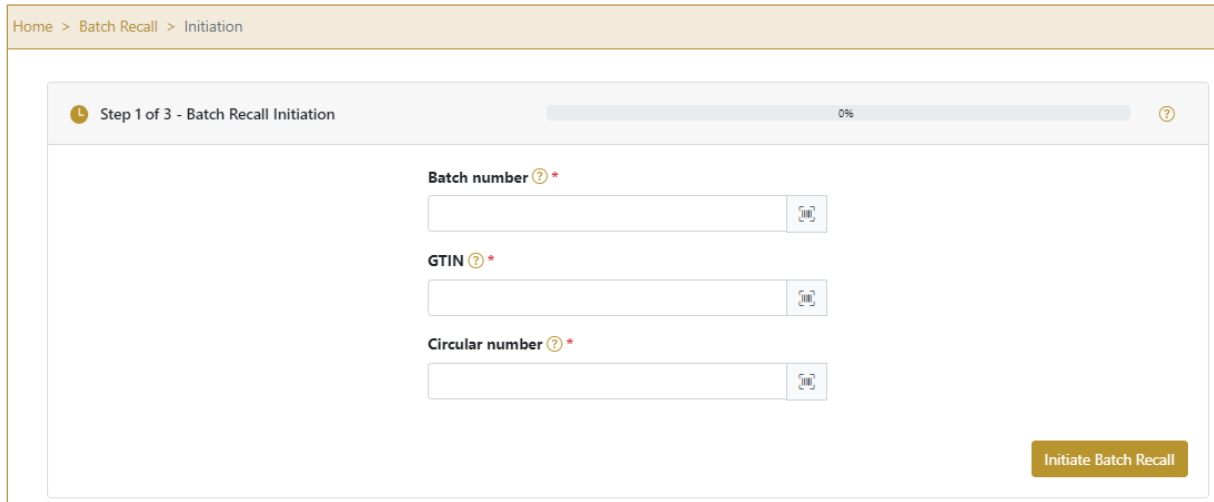 Home > Batch Recall > Initiation
Step 1 of 3 - Batch Recall Initiation 0% ?
Batch number ? *
GTIN ? *
Circular number ? *
Initiate Batch Recall